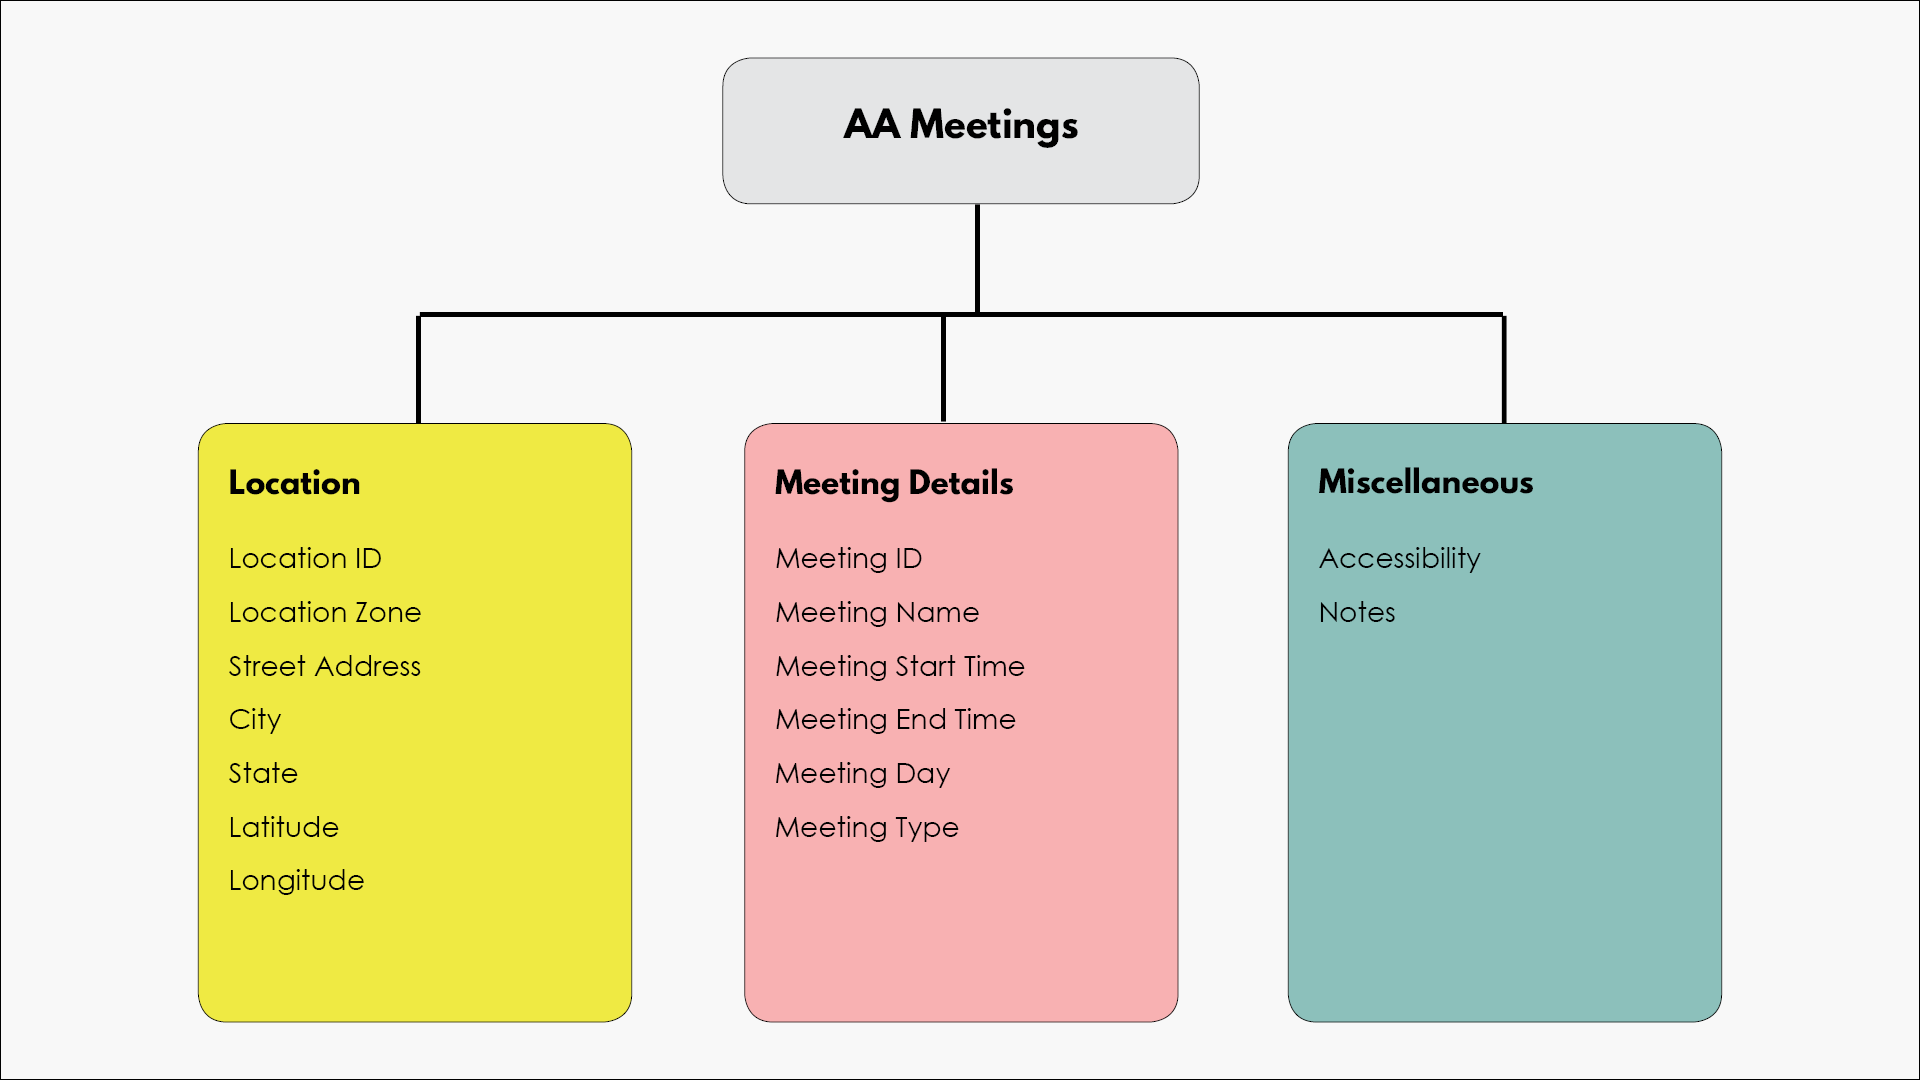 AA Meetings
Location
Location ID
Location Zone
Street Address
City
State
Latitude
Longitude
Meeting Details
Meeting ID
Meeting Name
Meeting Start Time
Meeting End Time
Meeting Day
Meeting Type
Miscellaneous
Accessibility
Notes